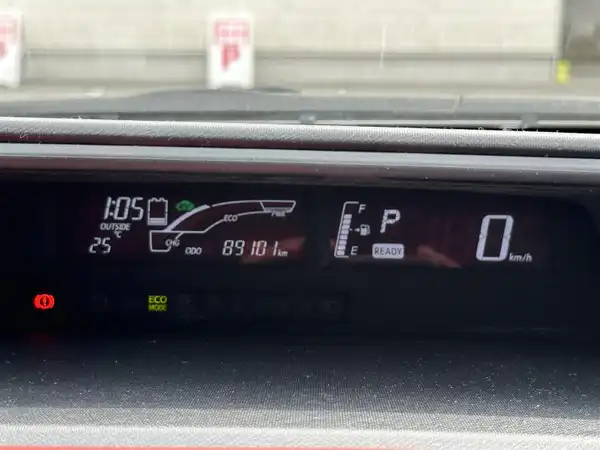 P
1:05
OUTSIDE
25 °C
ECO
PWR
CHG
ODO 89101 km
F
E
P
READY
0 km/h
ECO
MODE